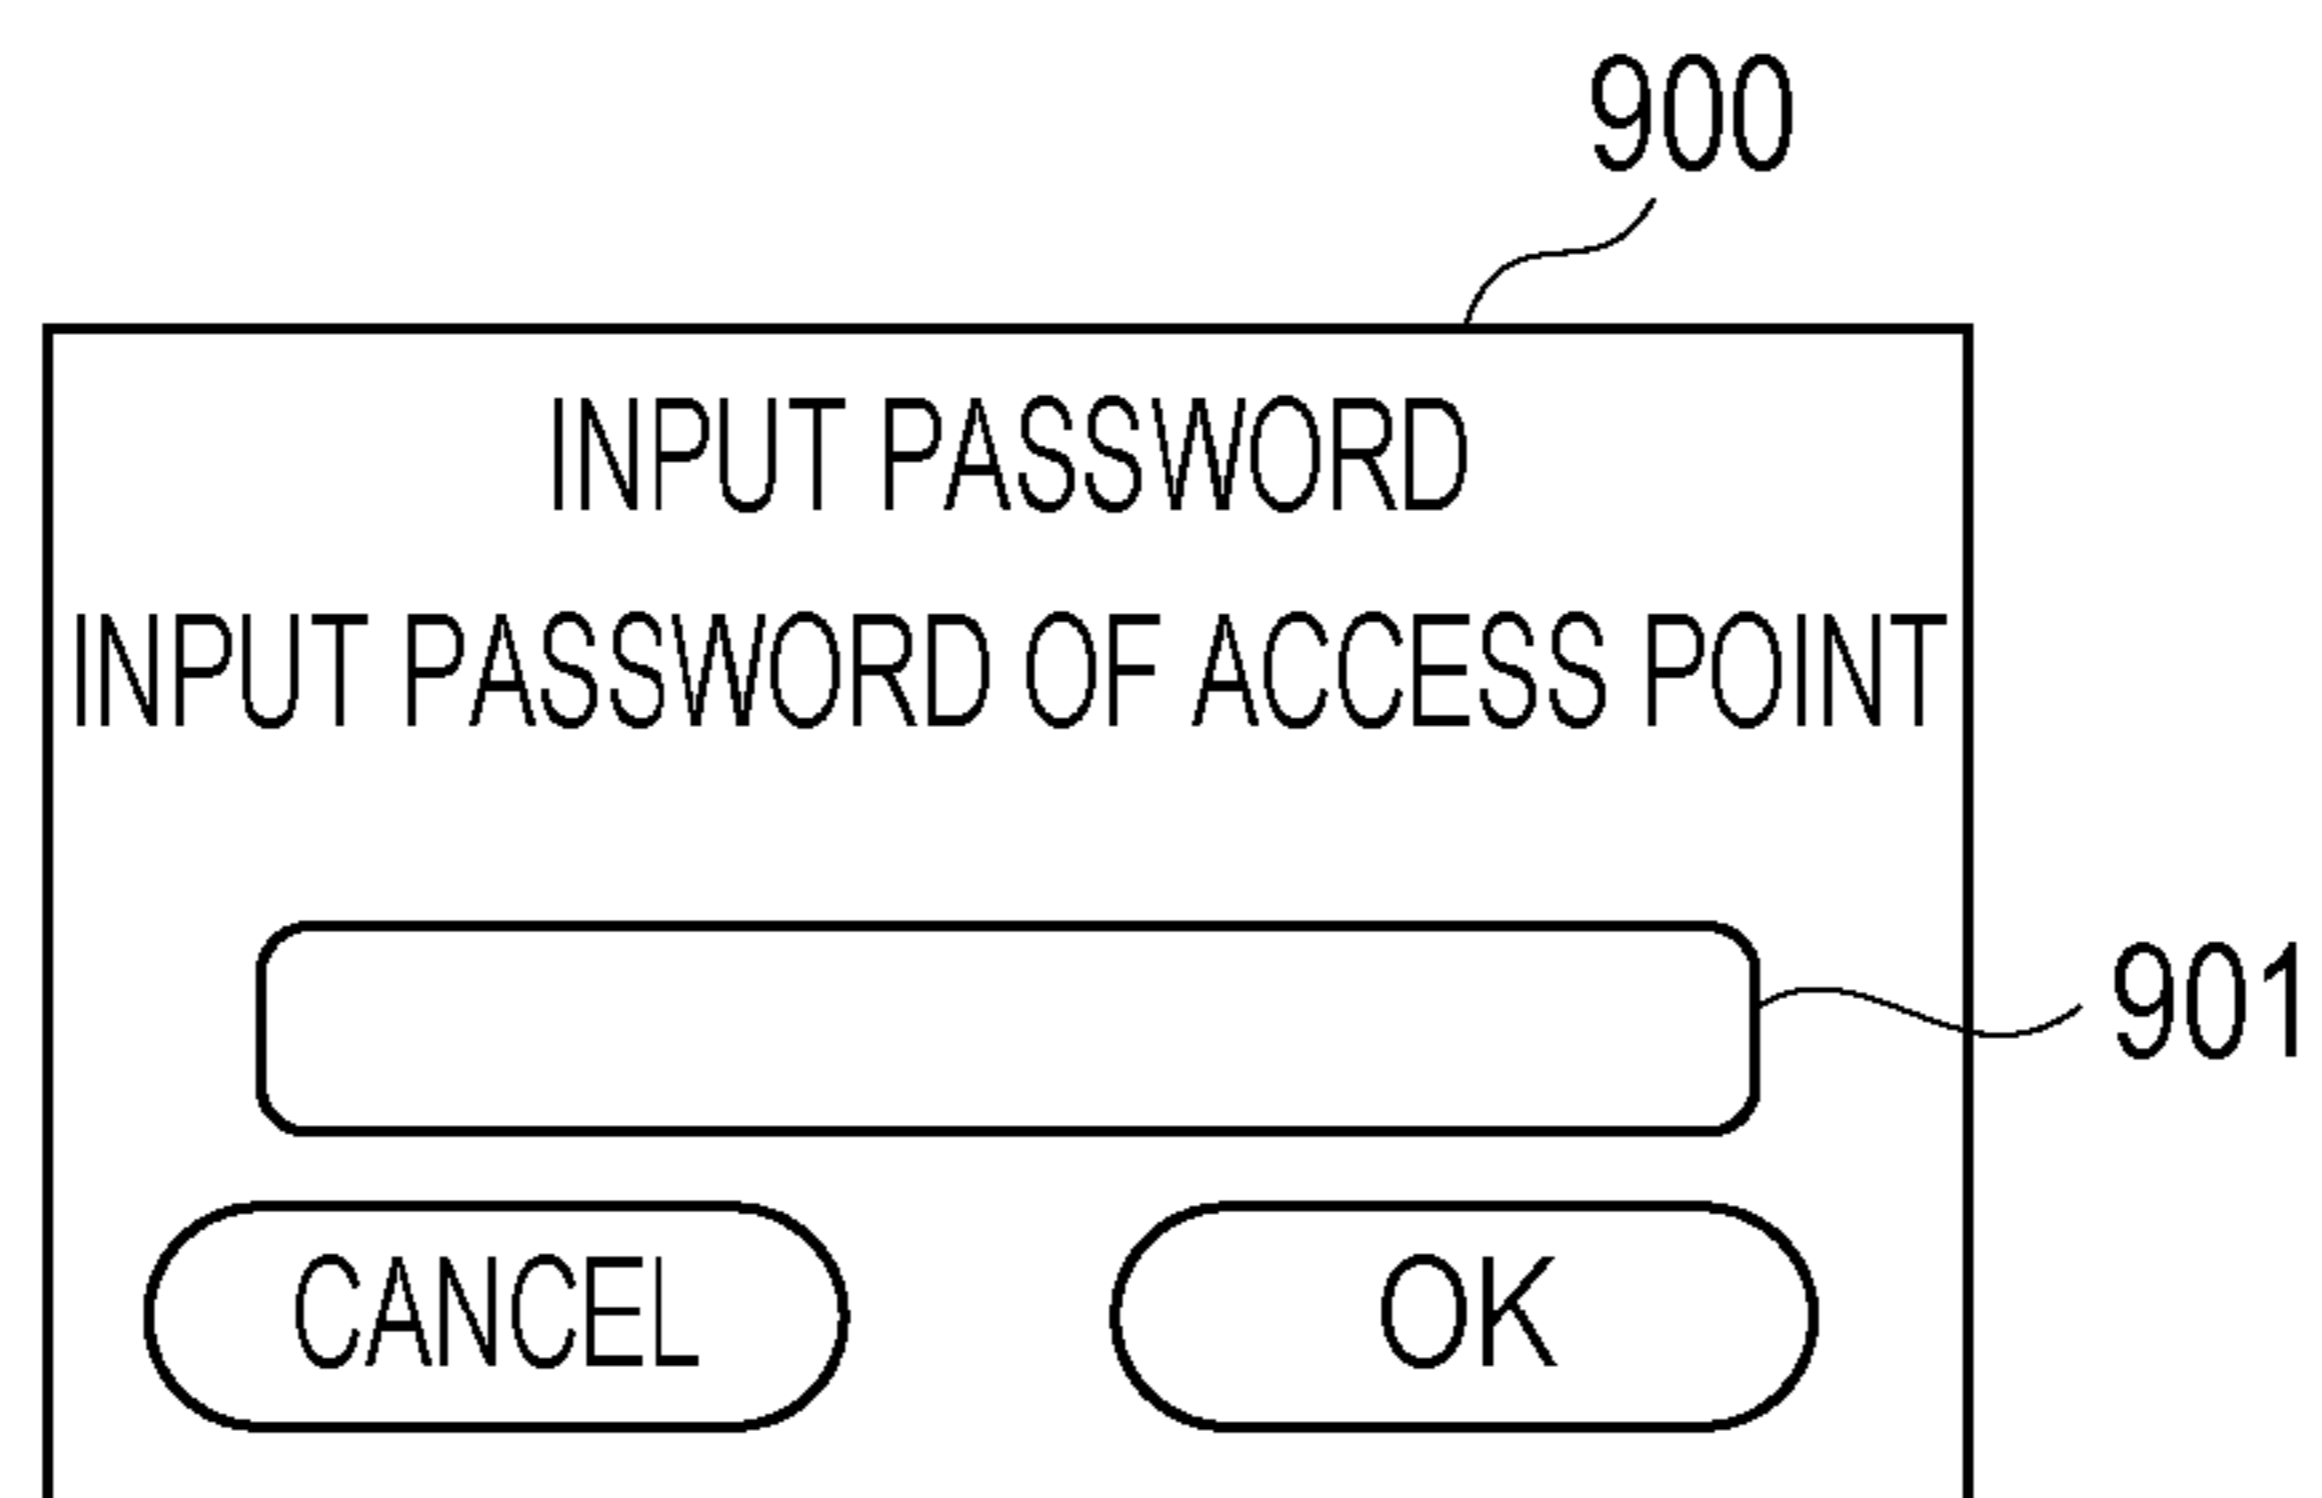 900
INPUT PASSWORD
INPUT PASSWORD OF ACCESS POINT
901
CANCEL OK